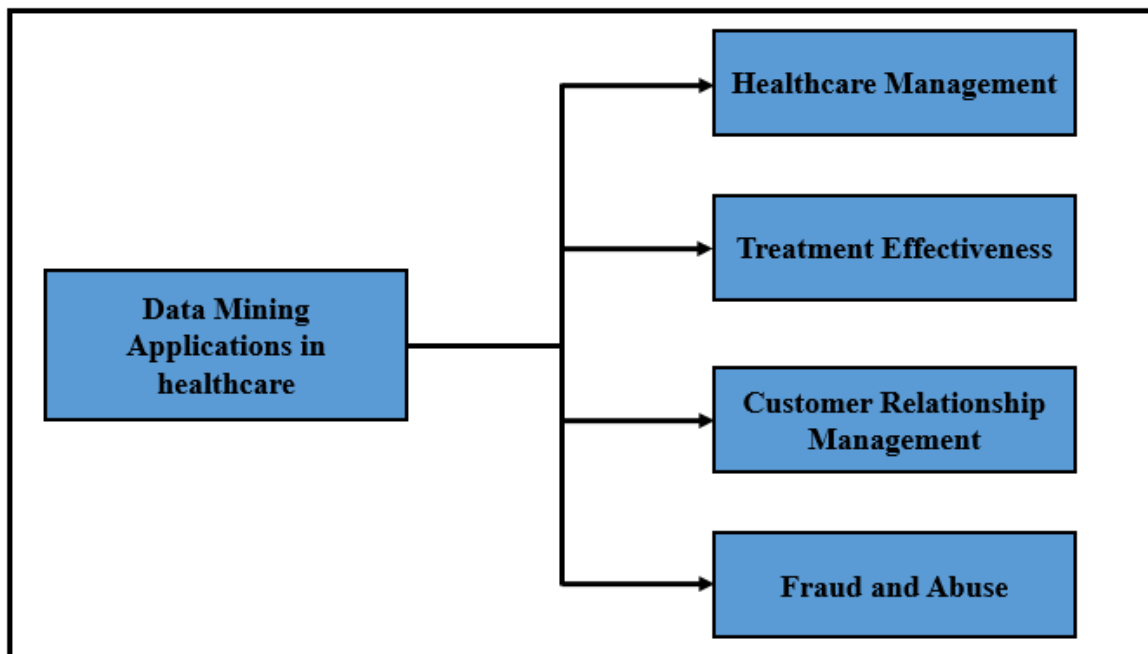 Data Mining
Applications in
healthcare
Healthcare Management
Treatment Effectiveness
Customer Relationship
Management
Fraud and Abuse